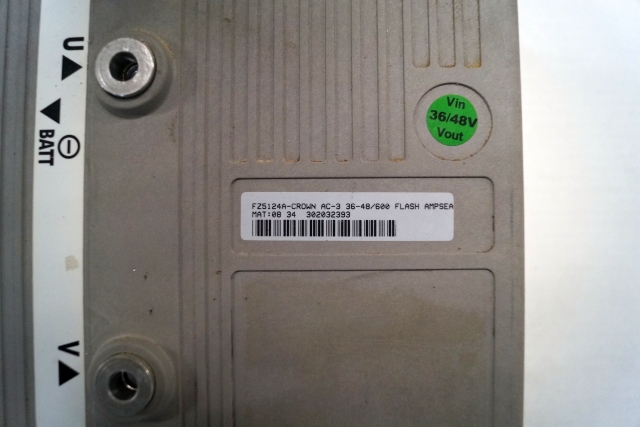 U
BATT
V
Vin
36/48V
Vout
FZ5124A-CROWN AC-3 36-48/600 FLASH AMPSEA
MAT:08 34 302032393